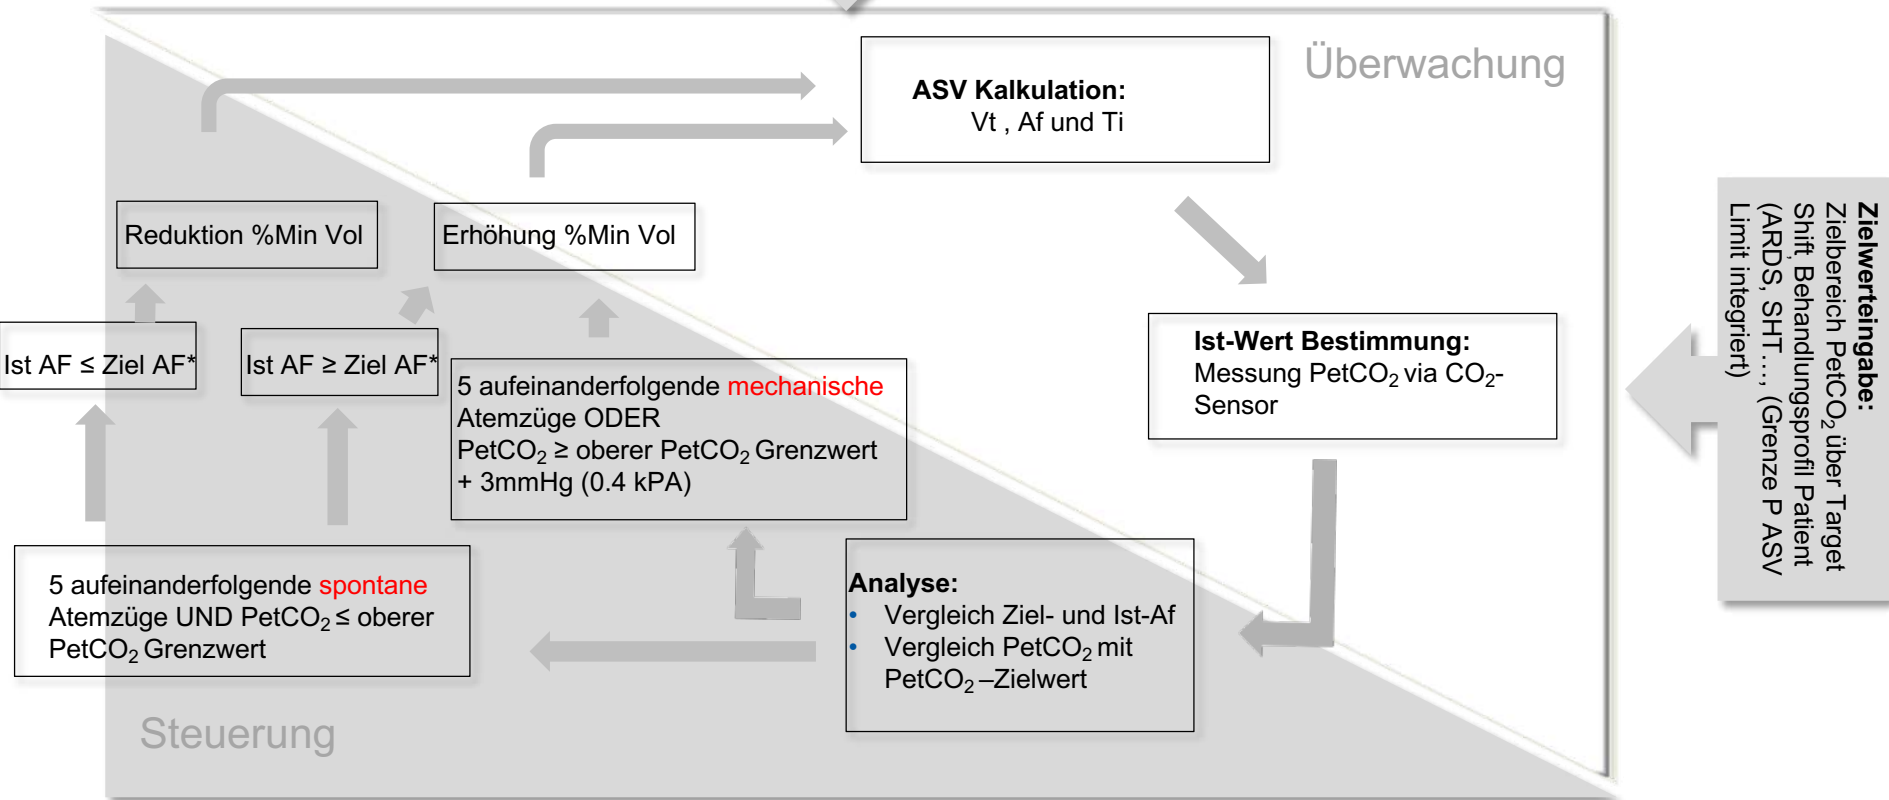 Überwachung
ASV Kalkulation:
Vt , Af und Ti
Reduktion %Min Vol
Erhöhung %Min Vol
Ist AF ≤ Ziel AF*
Ist AF ≥ Ziel AF*
5 aufeinanderfolgende mechanische
Atemzüge ODER
PetCO₂ ≥ oberer PetCO₂ Grenzwert
+ 3mmHg (0.4 kPA)
Ist-Wert Bestimmung:
Messung PetCO₂ via CO₂-
Sensor
Zielwerteingabe:
Zielbereich PetCO₂ über Target
Shift, Behandlungsprofil Patient
(ARDS, SHT…, (Grenze P ASV
Limit integriert)
5 aufeinanderfolgende spontane
Atemzüge UND PetCO₂ ≤ oberer
PetCO₂ Grenzwert
Analyse:
• Vergleich Ziel- und Ist-Af
• Vergleich PetCO₂ mit
PetCO₂ –Zielwert
Steuerung